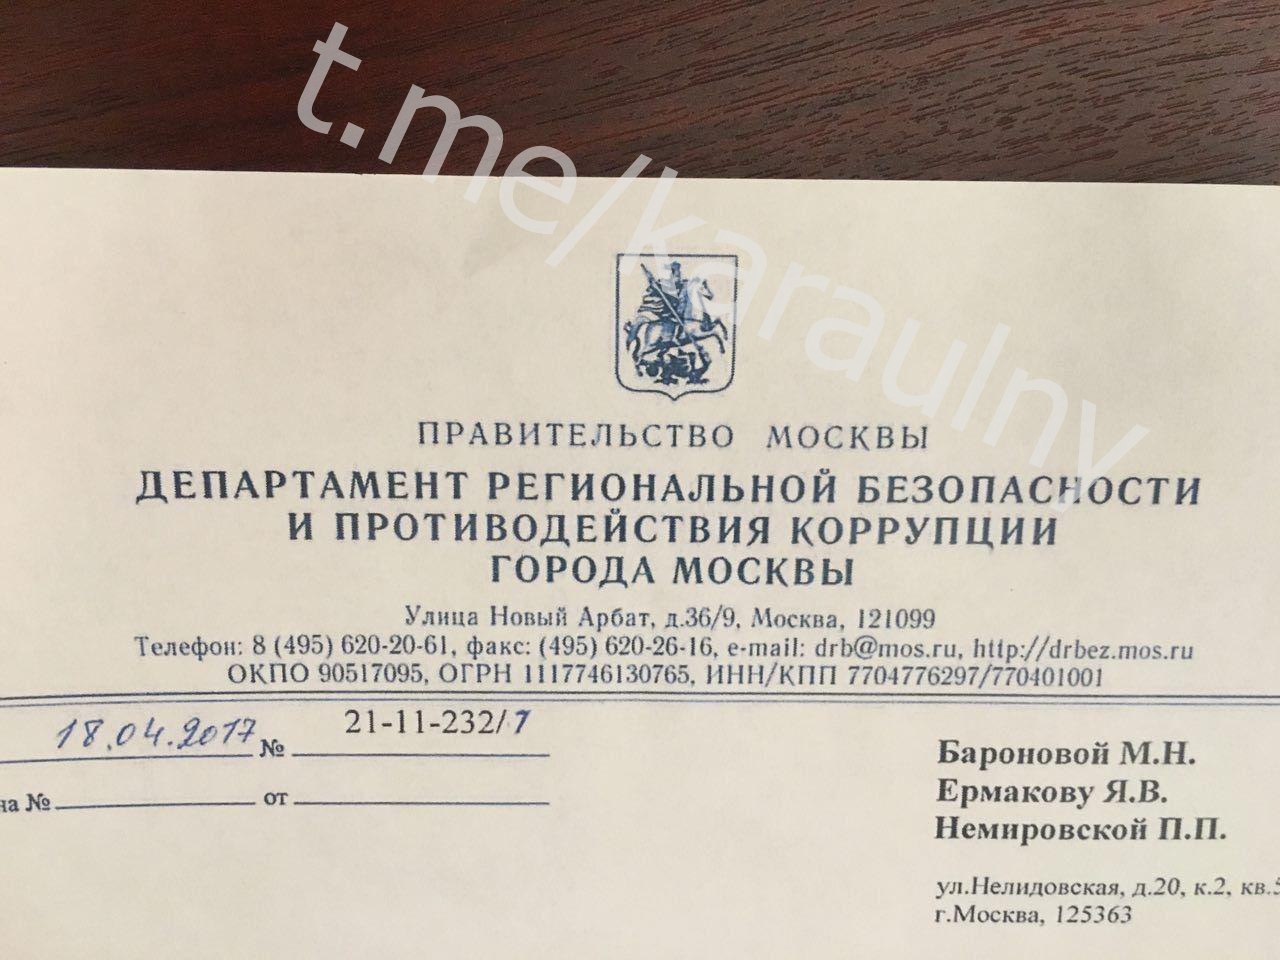 t.me/karaulny
ПРАВИТЕЛЬСТВО МОСКВЫ
ДЕПАРТАМЕНТ РЕГИОНАЛЬНОЙ БЕЗОПАСНОСТИ
И ПРОТИВОДЕЙСТВИЯ КОРРУПЦИИ
ГОРОДА МОСКВЫ
Улица Новый Арбат, д.36/9, Москва, 121099
Телефон: 8 (495) 620-20-61, факс: (495) 620-26-16, e-mail: drb@mos.ru, http://drbez.mos.ru
ОКПО 90517095, ОГРН 1117746130765, ИНН/КПП 7704776297/770401001
18.04.2017 № 21-11-232/1
на № от
Бароновой М.Н.
Ермакову Я.В.
Немировской П.П.
ул.Нелидовская, д.20, к.2, кв.5
г.Москва, 125363